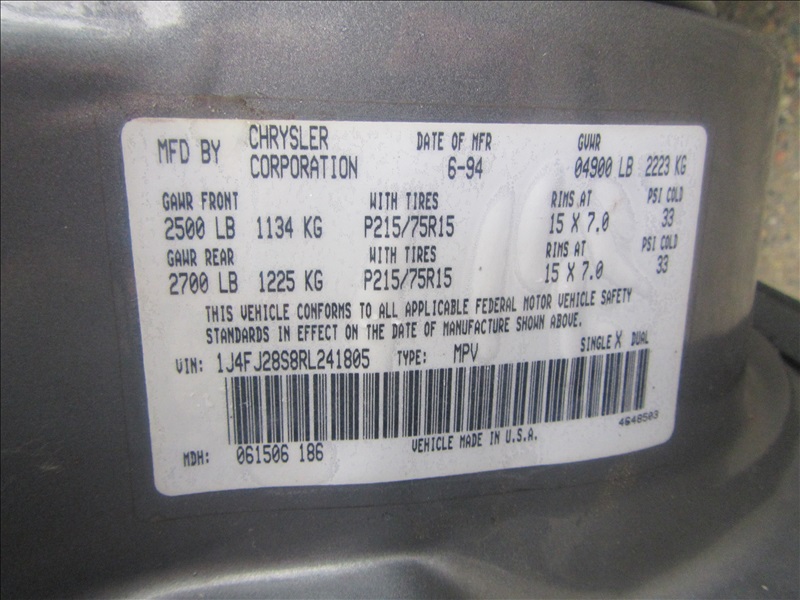 MFD BY CHRYSLER CORPORATION DATE OF MFR 6-94 GVWR 04900 LB 2223 KG
GAWR FRONT WITH TIRES RIMS AT PSI COLD
2500 LB 1134 KG P215/75R15 15 X 7.0 33
GAWR REAR WITH TIRES RIMS AT PSI COLD
2700 LB 1225 KG P215/75R15 15 X 7.0 33
THIS VEHICLE CONFORMS TO ALL APPLICABLE FEDERAL MOTOR VEHICLE SAFETY
STANDARDS IN EFFECT ON THE DATE OF MANUFACTURE SHOWN ABOVE.
VIN: 1J4FJ28S8RL241805 TYPE: MPV SINGLE X DUAL
MDH: 061506 186 VEHICLE MADE IN U.S.A. 4648503